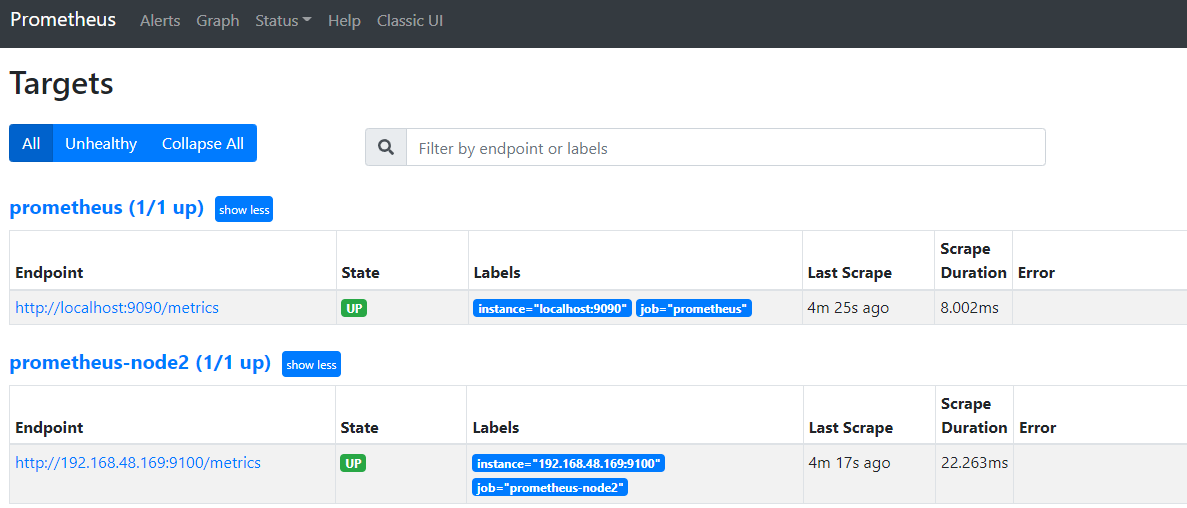 Prometheus Alerts Graph Status Help Classic UI
Targets
All Unhealthy Collapse All
Filter by endpoint or labels
prometheus (1/1 up) show less
Endpoint State Labels Last Scrape Scrape Duration Error
http://localhost:9090/metrics UP instance="localhost:9090" job="prometheus" 4m 25s ago 8.002ms
prometheus-node2 (1/1 up) show less
Endpoint State Labels Last Scrape Scrape Duration Error
http://192.168.48.169:9100/metrics UP instance="192.168.48.169:9100" 4m 17s ago 22.263ms
job="prometheus-node2"